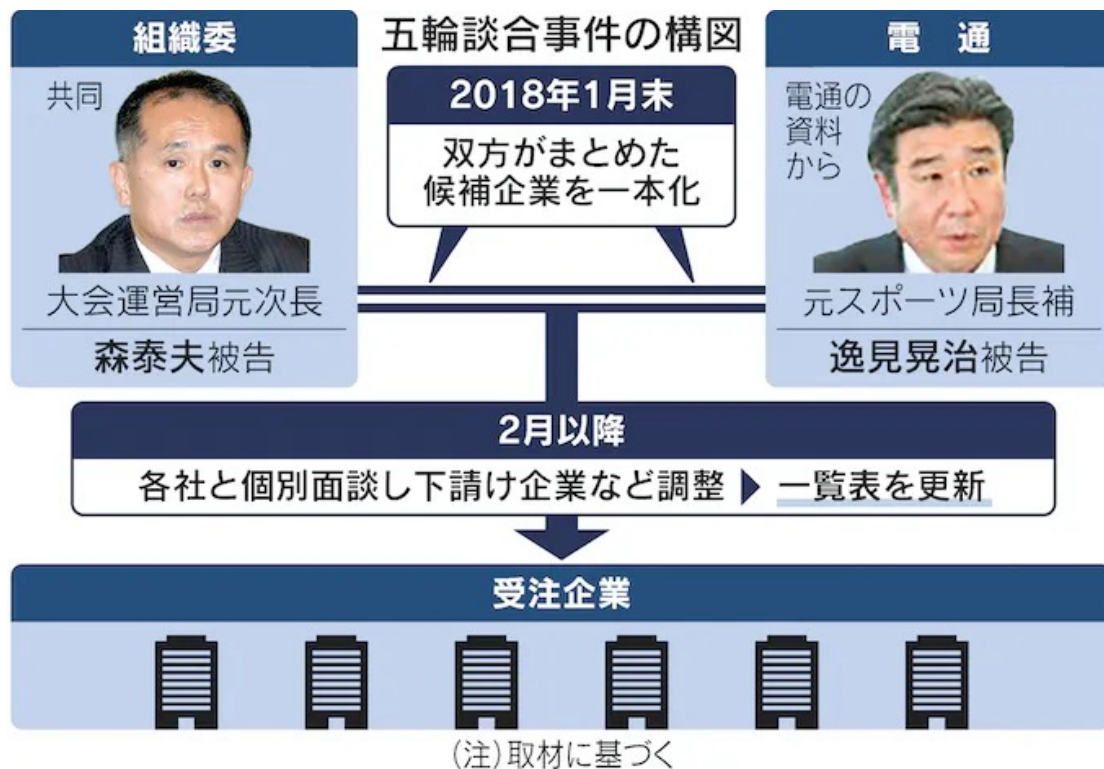 五輪談合事件の構図
組織委
共同
大会運営局元次長
森泰夫被告
2018年1月末
双方がまとめた
候補企業を一本化
電通
電通の
資料
から
元スポーツ局長補
逸見晃治被告
2月以降
各社と個別面談し下請け企業など調整▶一覧表を更新
受注企業
(注)取材に基づく